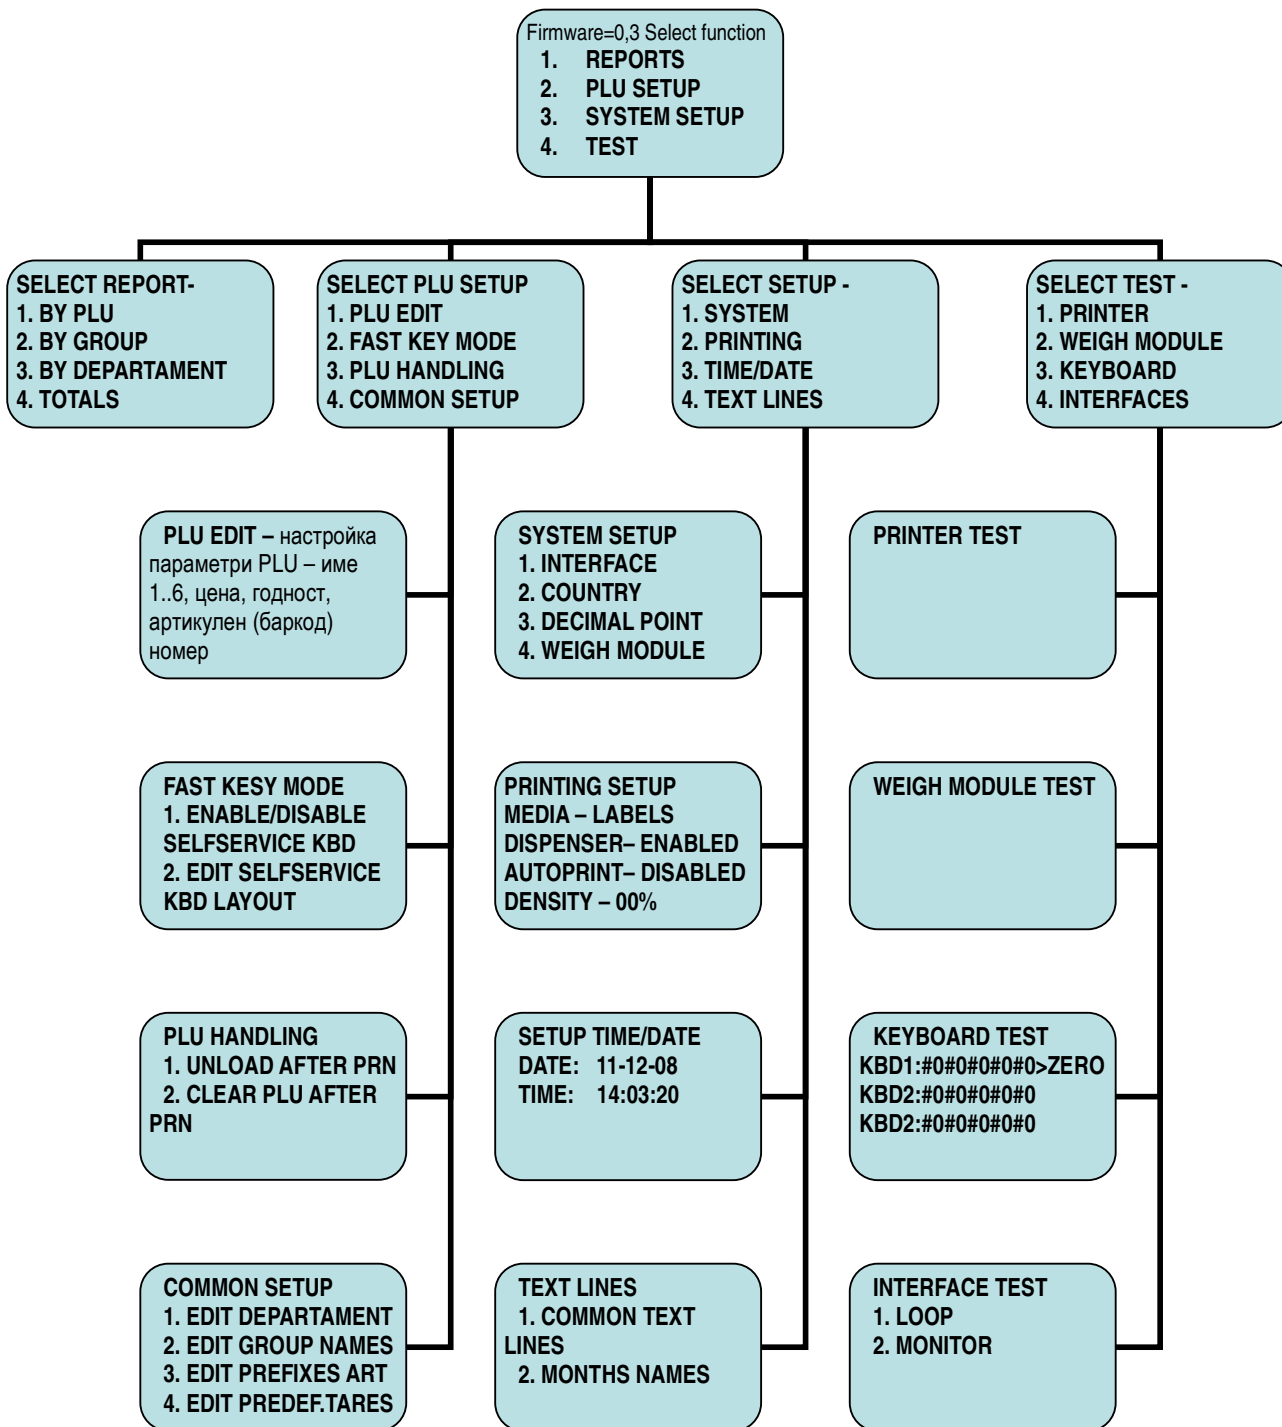 Firmware=0,3 Select function
1. REPORTS
2. PLU SETUP
3. SYSTEM SETUP
4. TEST
SELECT REPORT-
1. BY PLU
2. BY GROUP
3. BY DEPARTAMENT
4. TOTALS
SELECT PLU SETUP
1. PLU EDIT
2. FAST KEY MODE
3. PLU HANDLING
4. COMMON SETUP
SELECT SETUP -
1. SYSTEM
2. PRINTING
3. TIME/DATE
4. TEXT LINES
SELECT TEST -
1. PRINTER
2. WEIGH MODULE
3. KEYBOARD
4. INTERFACES
PLU EDIT – настройка
параметри PLU – име
1..6, цена, годност,
артикулен (баркод)
номер
SYSTEM SETUP
1. INTERFACE
2. COUNTRY
3. DECIMAL POINT
4. WEIGH MODULE
PRINTER TEST
FAST KESY MODE
1. ENABLE/DISABLE
SELFSERVICE KBD
2. EDIT SELFSERVICE
KBD LAYOUT
PRINTING SETUP
MEDIA – LABELS
DISPENSER– ENABLED
AUTOPRINT– DISABLED
DENSITY – 00%
WEIGH MODULE TEST
PLU HANDLING
1. UNLOAD AFTER PRN
2. CLEAR PLU AFTER
PRN
SETUP TIME/DATE
DATE: 11-12-08
TIME: 14:03:20
KEYBOARD TEST
KBD1:#0#0#0#0#0>ZERO
KBD2:#0#0#0#0#0
KBD2:#0#0#0#0#0
COMMON SETUP
1. EDIT DEPARTAMENT
2. EDIT GROUP NAMES
3. EDIT PREFIXES ART
4. EDIT PREDEF.TARES
TEXT LINES
1. COMMON TEXT
LINES
2. MONTHS NAMES
INTERFACE TEST
1. LOOP
2. MONITOR